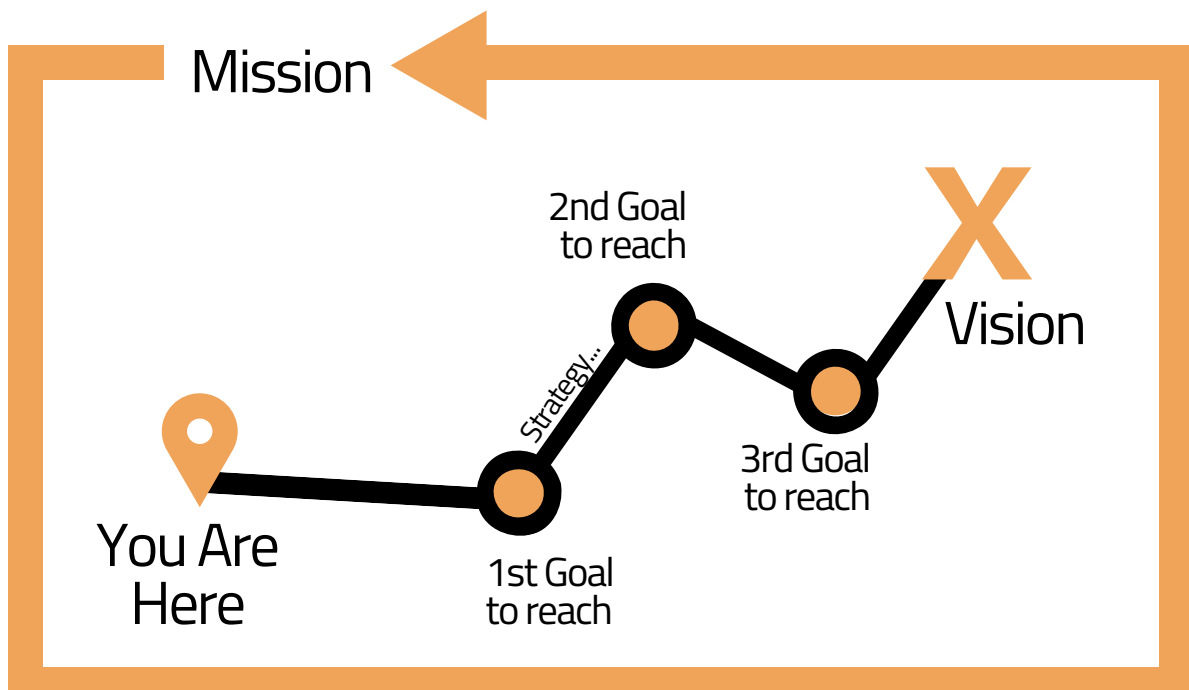 Mission
2nd Goal
to reach
Vision
Strategy...
3rd Goal
to reach
You Are
Here
1st Goal
to reach